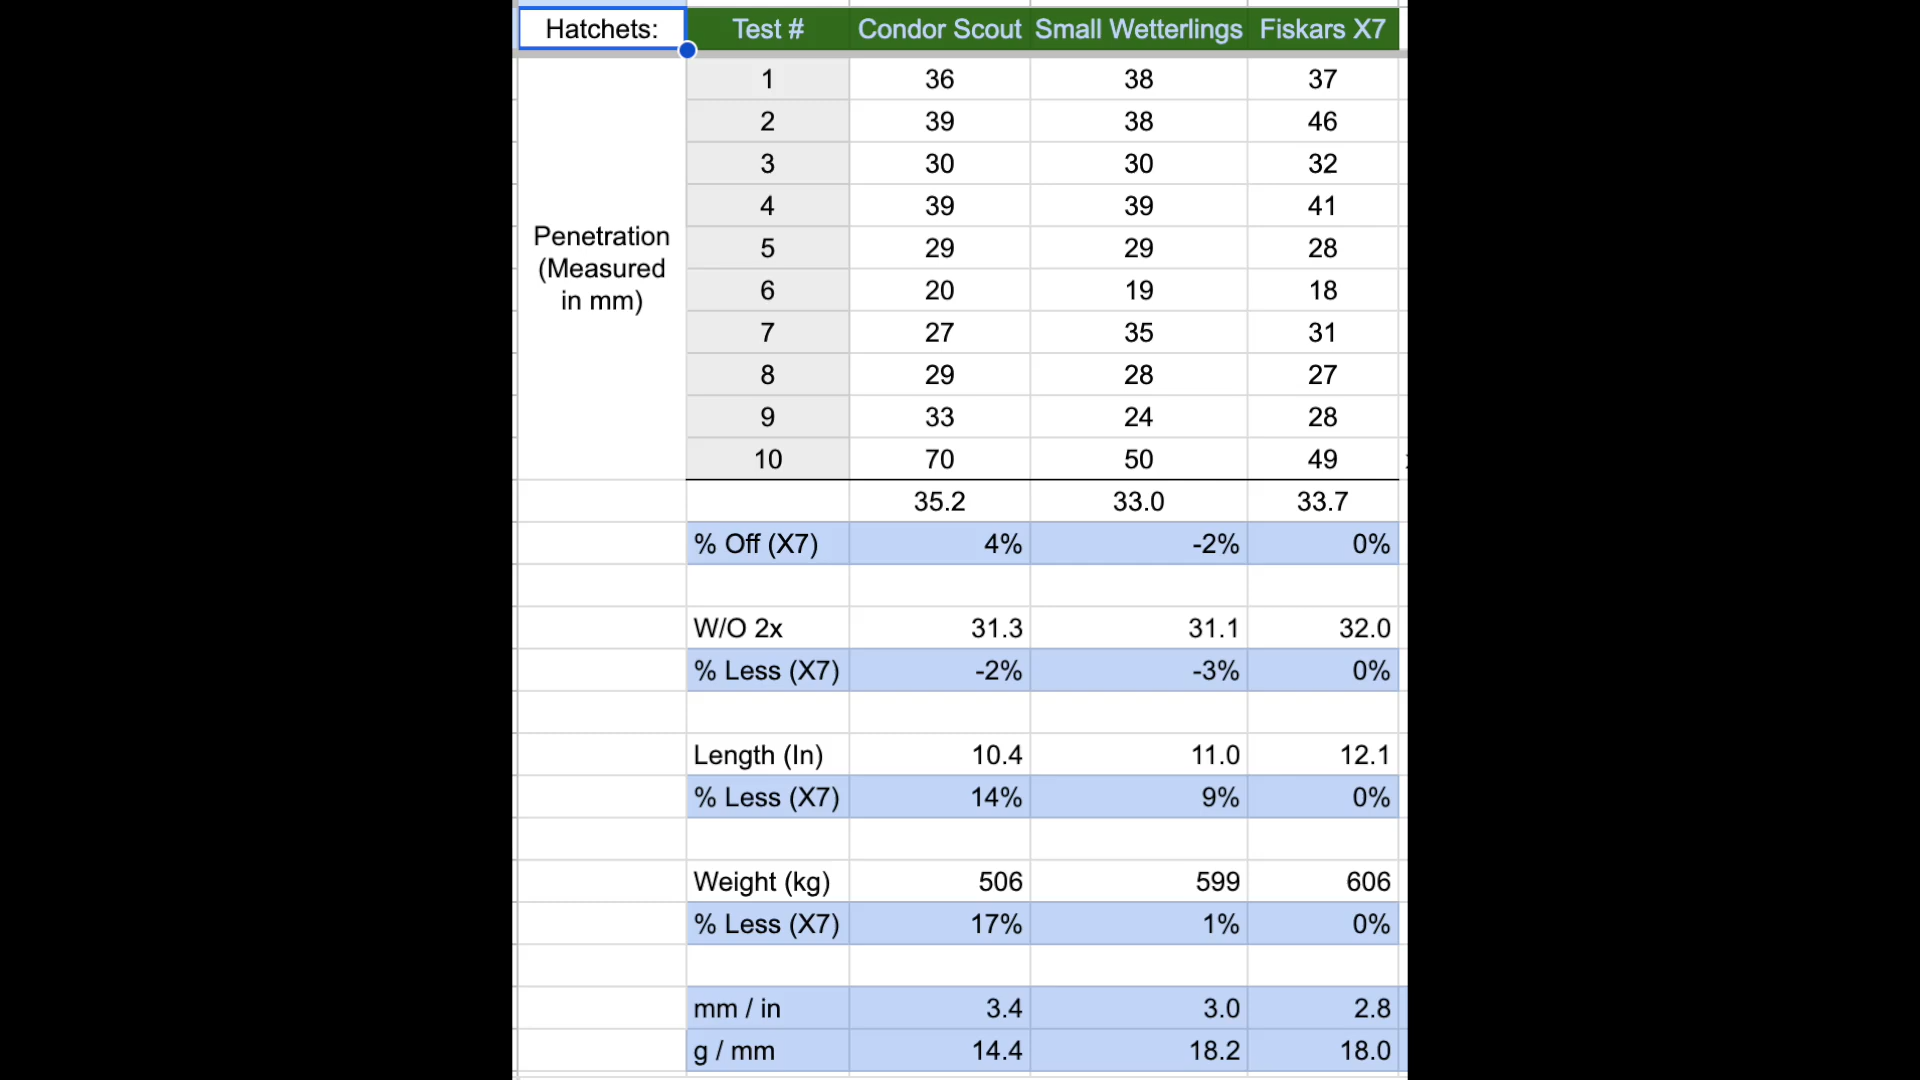 Hatchets: Test # Condor Scout Small Wetterlings Fiskars X7
1 36 38 37
2 39 38 46
3 30 30 32
4 39 39 41
Penetration
(Measured
in mm)
5 29 29 28
6 20 19 18
7 27 35 31
8 29 28 27
9 33 24 28
10 70 50 49
35.2 33.0 33.7
% Off (X7) 4% -2% 0%
W/O 2x 31.3 31.1 32.0
% Less (X7) -2% -3% 0%
Length (In) 10.4 11.0 12.1
% Less (X7) 14% 9% 0%
Weight (kg) 506 599 606
% Less (X7) 17% 1% 0%
mm / in 3.4 3.0 2.8
g / mm 14.4 18.2 18.0